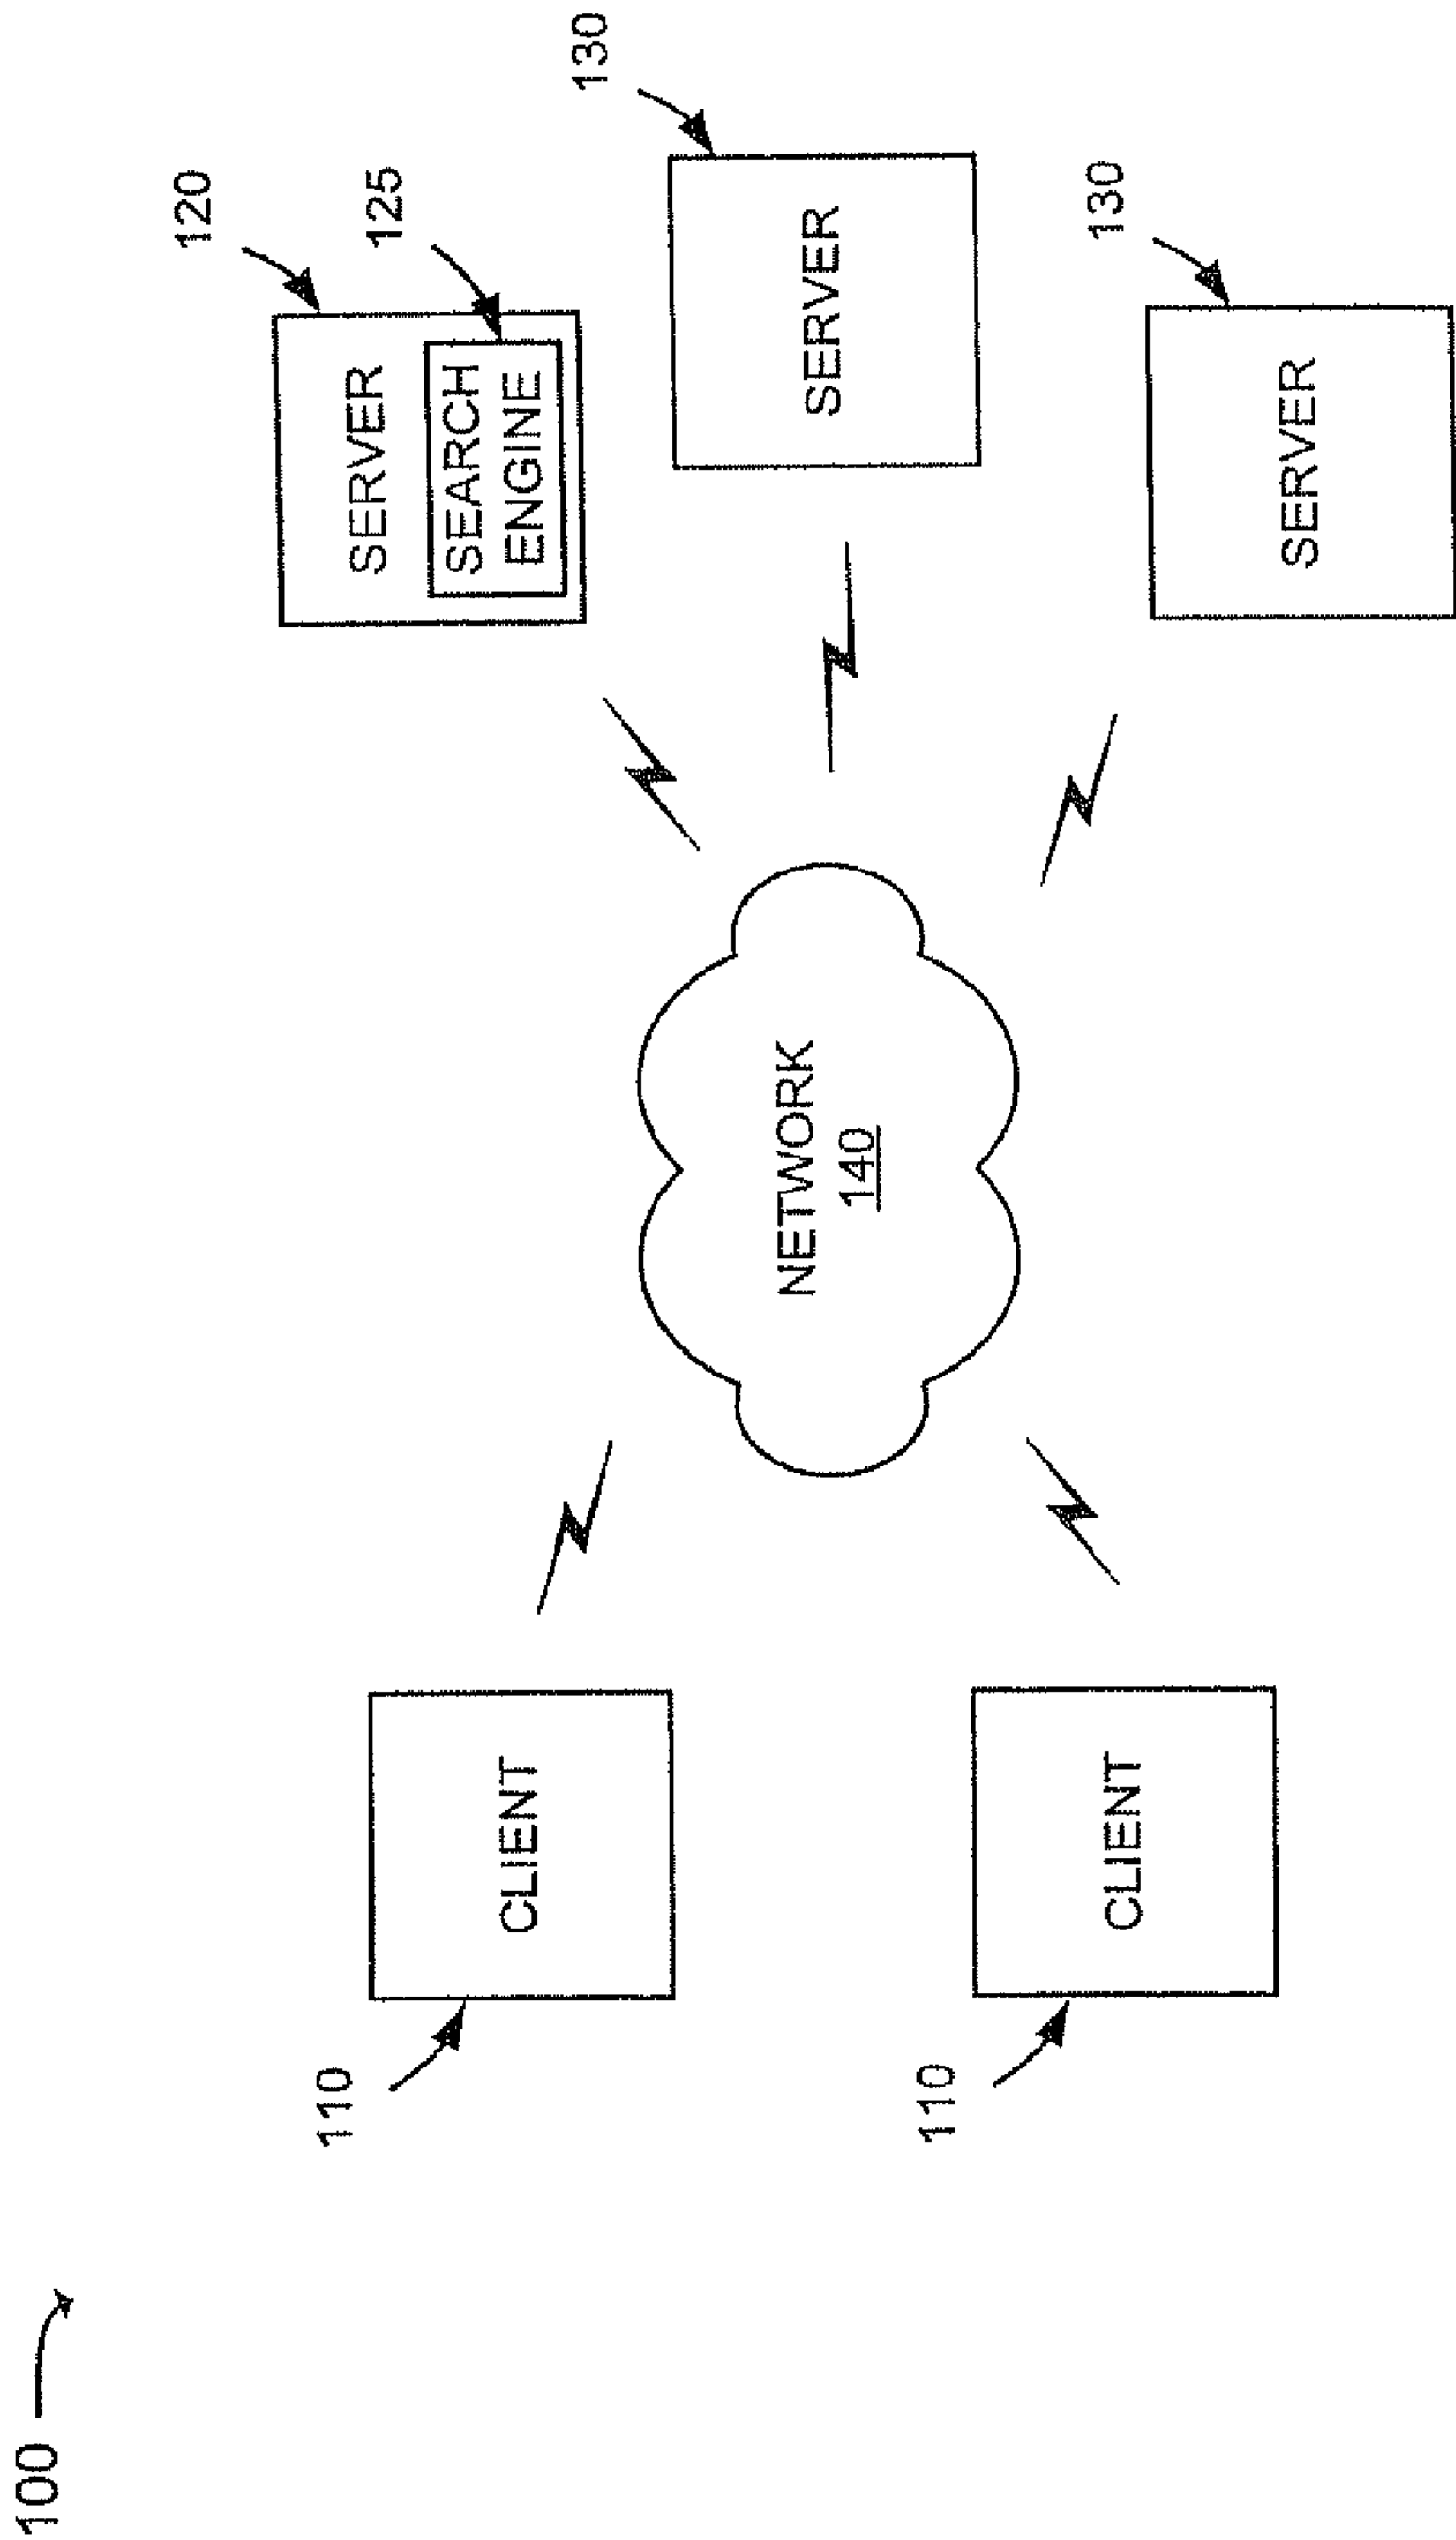 100
110
CLIENT
110
CLIENT
NETWORK
140
120
SERVER
125
SEARCH
ENGINE
130
SERVER
130
SERVER